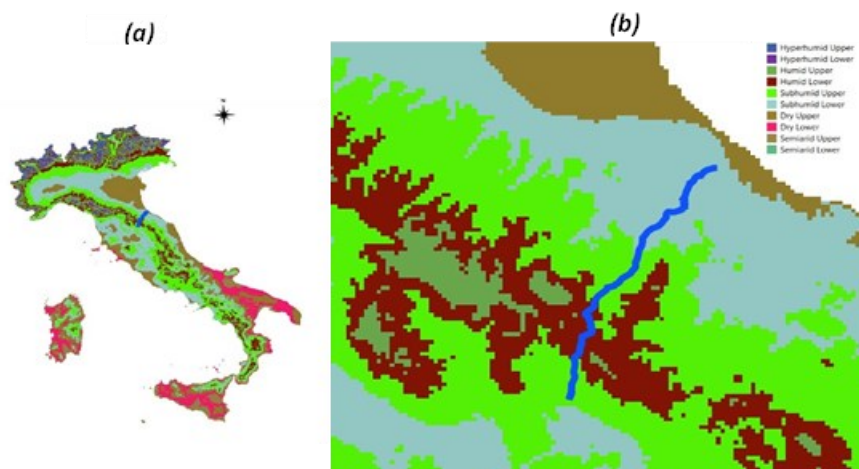 (a)
(b)
Hyperhumid Upper
Hyperhumid Lower
Humid Upper
Humid Lower
Subhumid Upper
Subhumid Lower
Dry Upper
Dry Lower
Semiarid Upper
Semiarid Lower